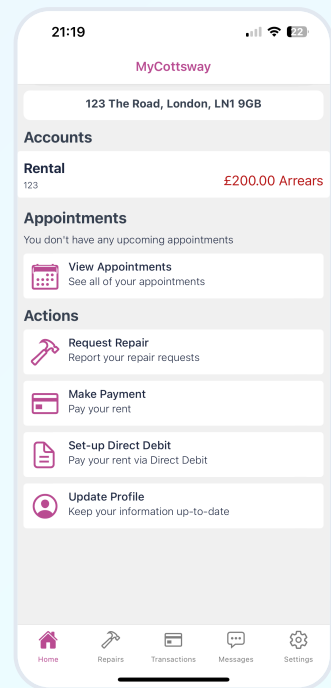 21:19
22
MyCottsway
123 The Road, London, LN1 9GB
Accounts
Rental
123
£200.00 Arrears
Appointments
You don't have any upcoming appointments
View Appointments
See all of your appointments
Actions
Request Repair
Report your repair requests
Make Payment
Pay your rent
Set-up Direct Debit
Pay your rent via Direct Debit
Update Profile
Keep your information up-to-date
Home
Repairs
Transactions
Messages
Settings